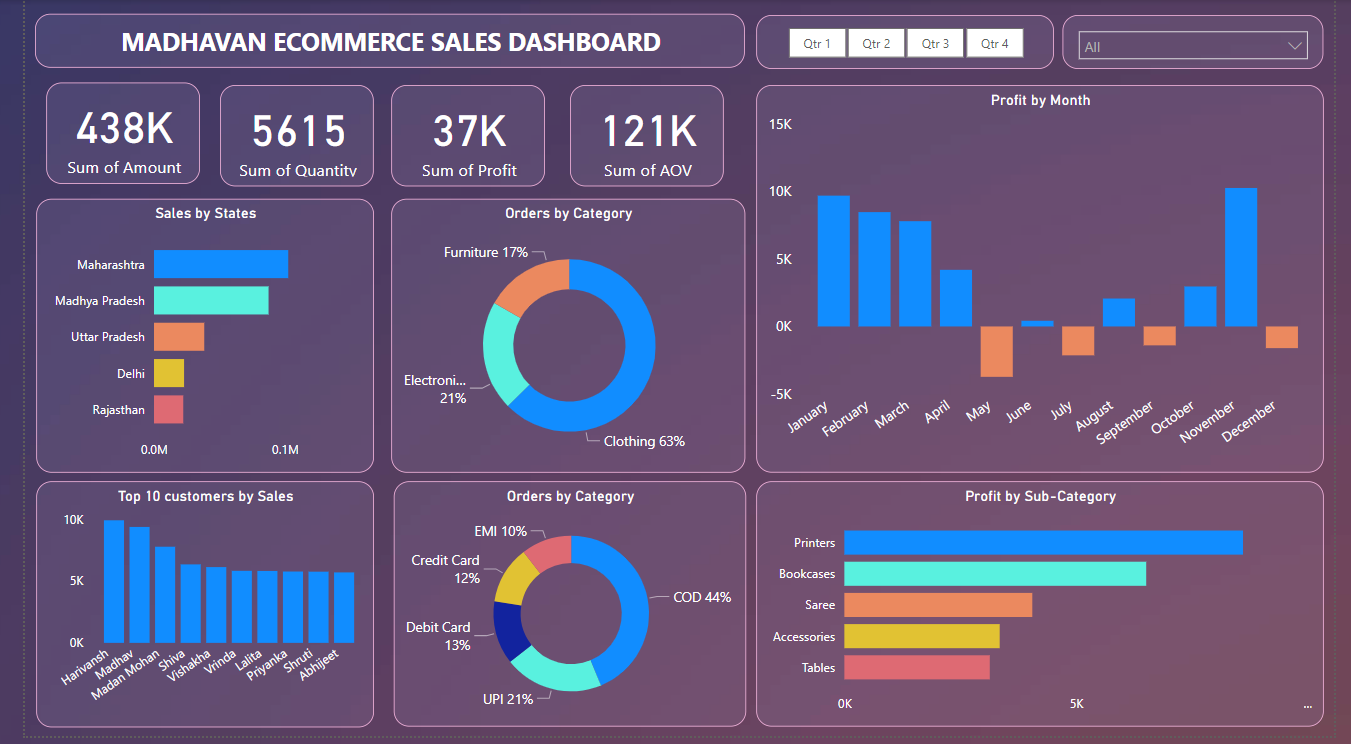 MADHAVAN ECOMMERCE SALES DASHBOARD
Qtr 1
Qtr 2
Qtr 3
Qtr 4
All
438K
Sum of Amount
5615
Sum of Quantity
37K
Sum of Profit
121K
Sum of AOV
Profit by Month
15K
10K
5K
0K
-5K
January
February
March
April
May
June
July
August
September
October
November
December
Sales by States
Maharashtra
Madhya Pradesh
Uttar Pradesh
Delhi
Rajasthan
0.0M
0.1M
Orders by Category
Furniture 17%
Electroni...
21%
Clothing 63%
Top 10 customers by Sales
10K
5K
0K
Harivansh
Madhav
Madan Mohan
Shiva
Vishakha
Vrinda
Lalita
Priyanka
Shruti
Abhijeet
Orders by Category
EMI 10%
Credit Card
12%
COD 44%
Debit Card
13%
UPI 21%
Profit by Sub-Category
Printers
Bookcases
Saree
Accessories
Tables
0K
5K
...